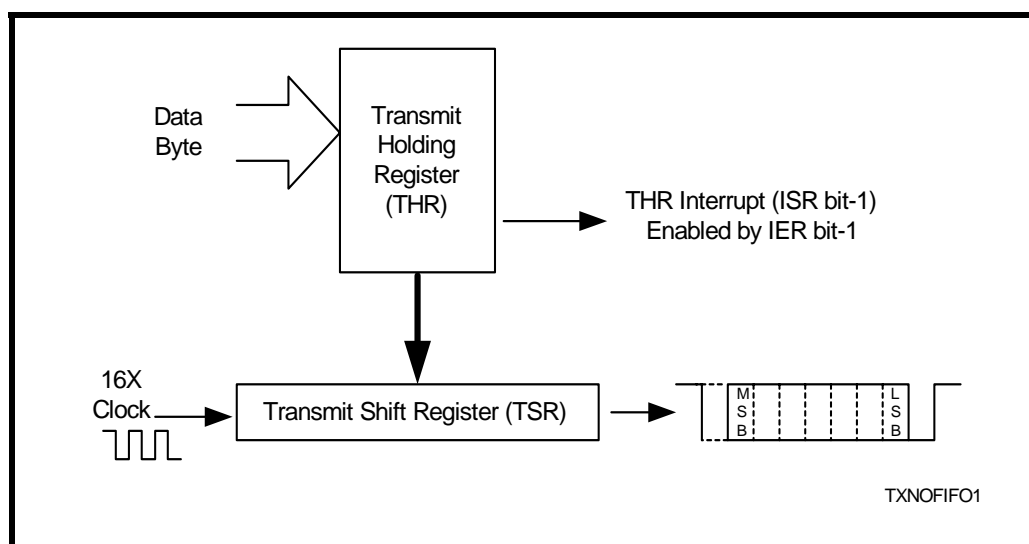 Data
Byte
Transmit
Holding
Register
(THR)
THR Interrupt (ISR bit-1)
Enabled by IER bit-1
16X
Clock
Transmit Shift Register (TSR)
M
S
B
L
S
B
TXNOFIFO1